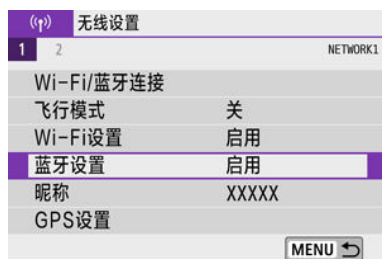 无线设置
1 2 NETWORK1
Wi-Fi/蓝牙连接
飞行模式 关
Wi-Fi设置 启用
蓝牙设置 启用
昵称 XXXXX
GPS设置
MENU